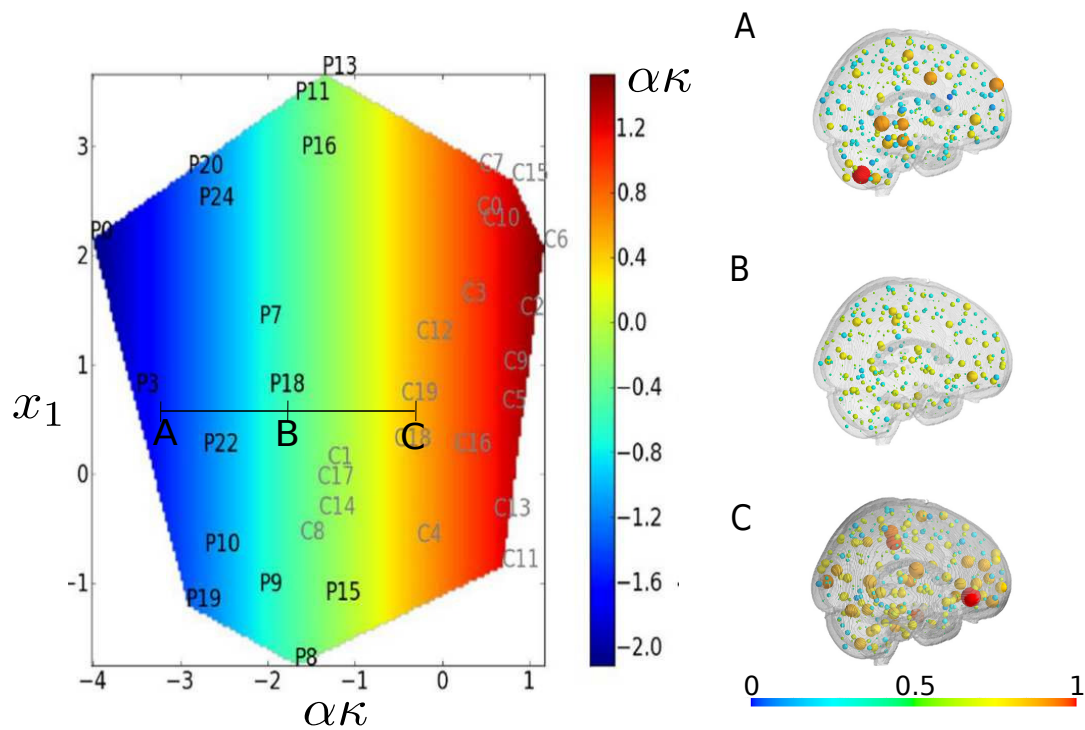 P13
P11
P16
P20
P24
P0
C7
C15
C0
C10
C6
C3
C2
P7
C12
C9
P3
P18
C19
C5
A
B
C
P22
C18
C16
C1
C17
C14
C13
C8
C4
P10
C11
P9
P15
P19
P8
3
2
1
0
−1
x₁
−4
−3
−2
−1
0
1
ακ
ακ
1.2
0.8
0.4
0.0
−0.4
−0.8
−1.2
−1.6
−2.0
A
B
C
0 0.5 1